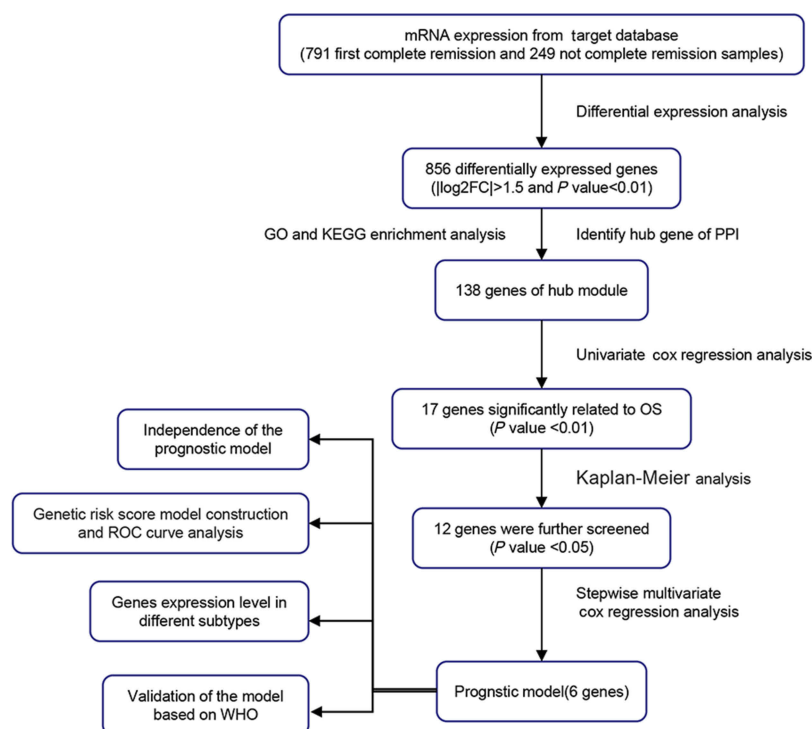 mRNA expression from target database
(791 first complete remission and 249 not complete remission samples)
Differential expression analysis
856 differentially expressed genes
(|log2FC|>1.5 and P value<0.01)
GO and KEGG enrichment analysis
Identify hub gene of PPI
138 genes of hub module
Univariate cox regression analysis
17 genes significantly related to OS
(P value <0.01)
Kaplan-Meier analysis
12 genes were further screened
(P value <0.05)
Stepwise multivariate
cox regression analysis
Prognstic model(6 genes)
Independence of the
prognostic model
Genetic risk score model construction
and ROC curve analysis
Genes expression level in
different subtypes
Validation of the model
based on WHO